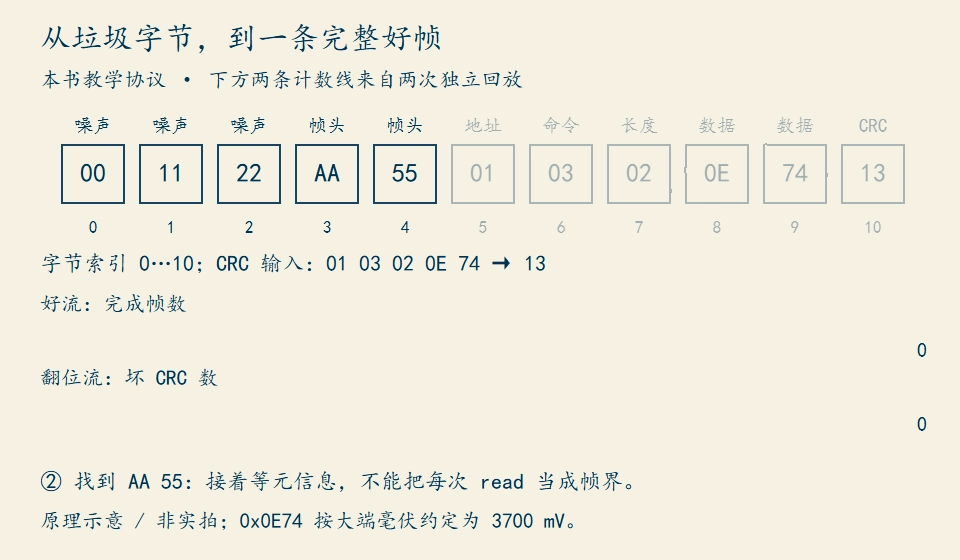 从垃圾字节，到一条完整好帧
本书教学协议 • 下方两条计数线来自两次独立回放
噪声 噪声 噪声 帧头 帧头 地址 命令 长度 数据 数据 CRC
00 11 22 AA 55 01 03 02 0E 74 13
0 1 2 3 4 5 6 7 8 9 10
字节索引 0…10；CRC 输入：01 03 02 0E 74 → 13
好流：完成帧数
0
翻位流：坏 CRC 数
0
② 找到 AA 55：接着等元信息，不能把每次 read 当成帧界。
原理示意 / 非实拍；0x0E74 按大端毫伏约定为 3700 mV。